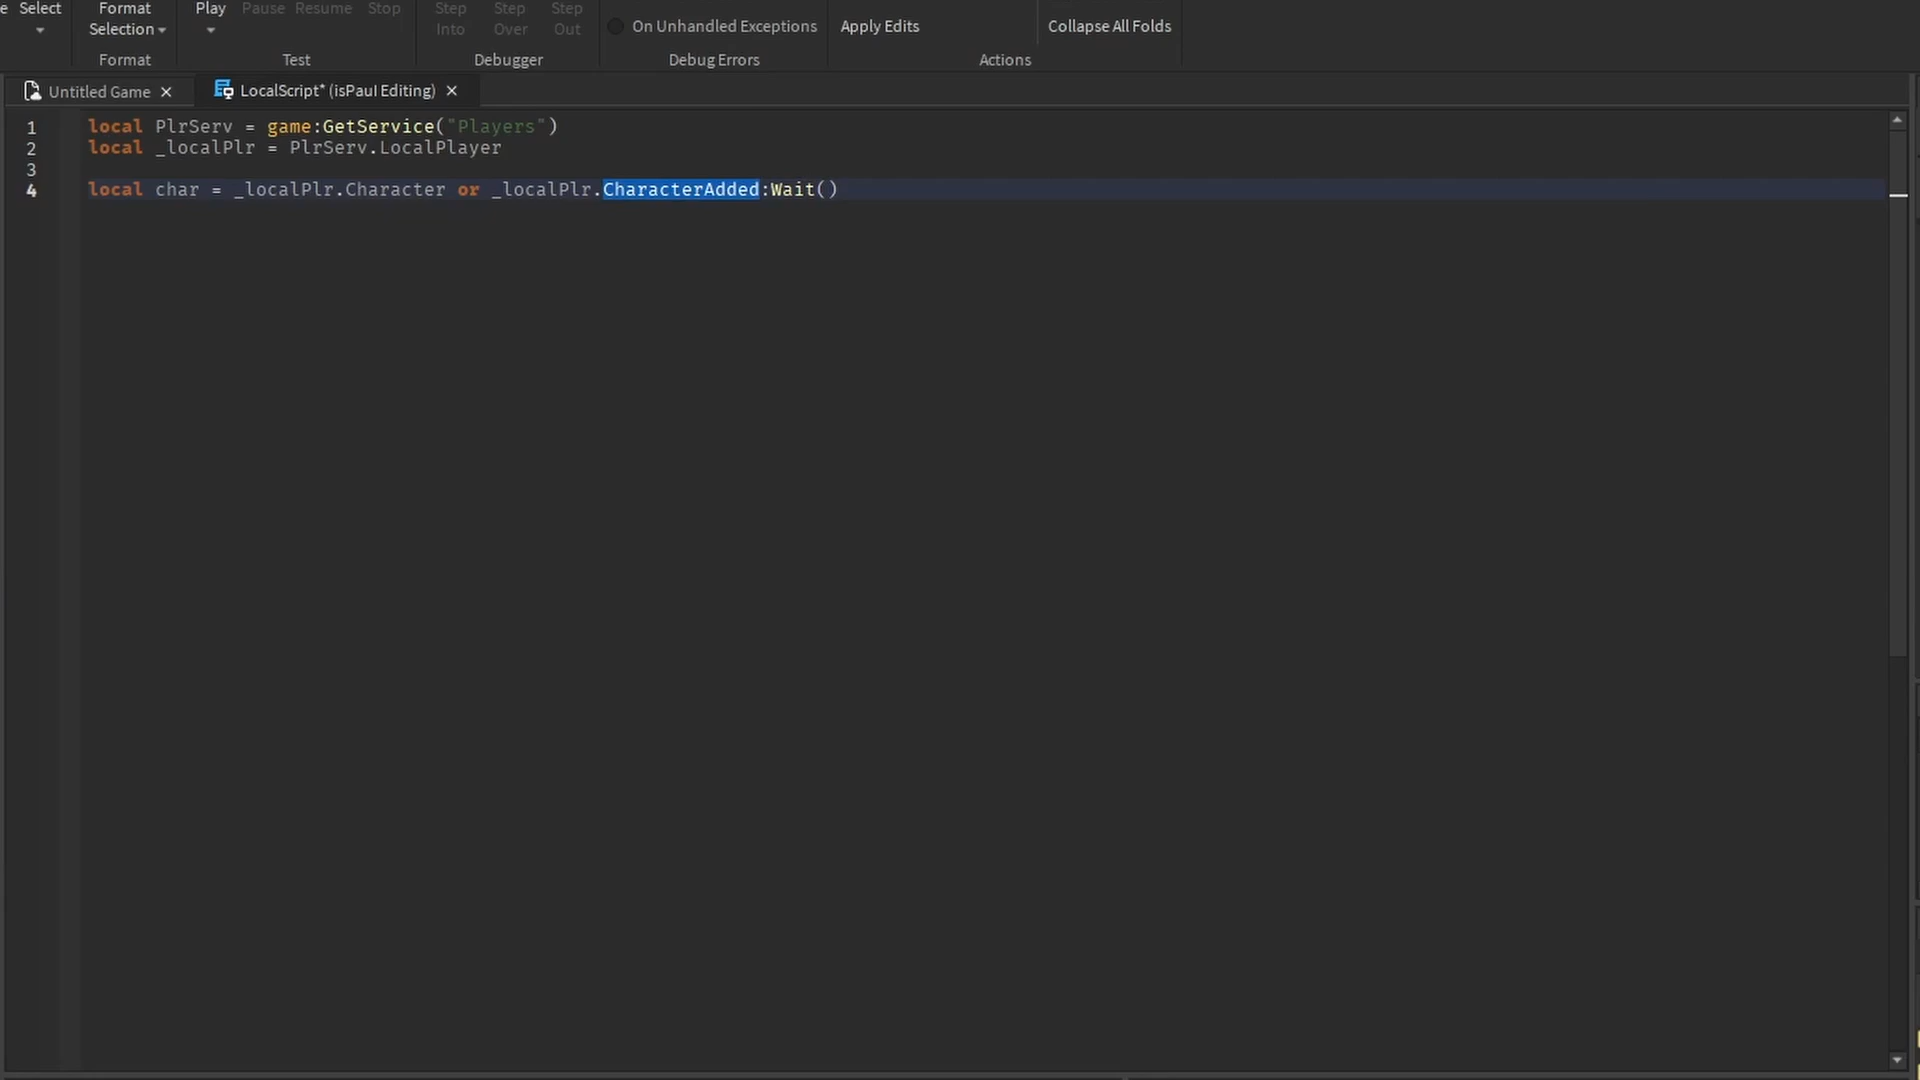 e Select Format Selection Play Pause Resume Stop Step Into Step Over Step Out On Unhandled Exceptions Apply Edits Collapse All Folds
Format Test Debugger Debug Errors Actions
Untitled Game × LocalScript* (isPaul Editing) ×
1 local PlrServ = game:GetService("Players")
2 local _localPlr = PlrServ.LocalPlayer
3
4 local char = _localPlr.Character or _localPlr.CharacterAdded:Wait()